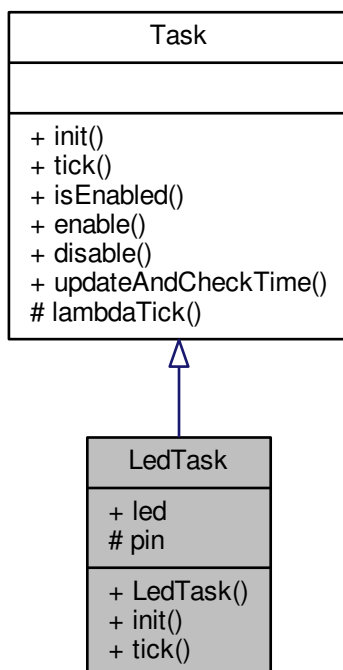 Task
+ init()
+ tick()
+ isEnabled()
+ enable()
+ disable()
+ updateAndCheckTime()
# lambdaTick()
LedTask
+ led
# pin
+ LedTask()
+ init()
+ tick()